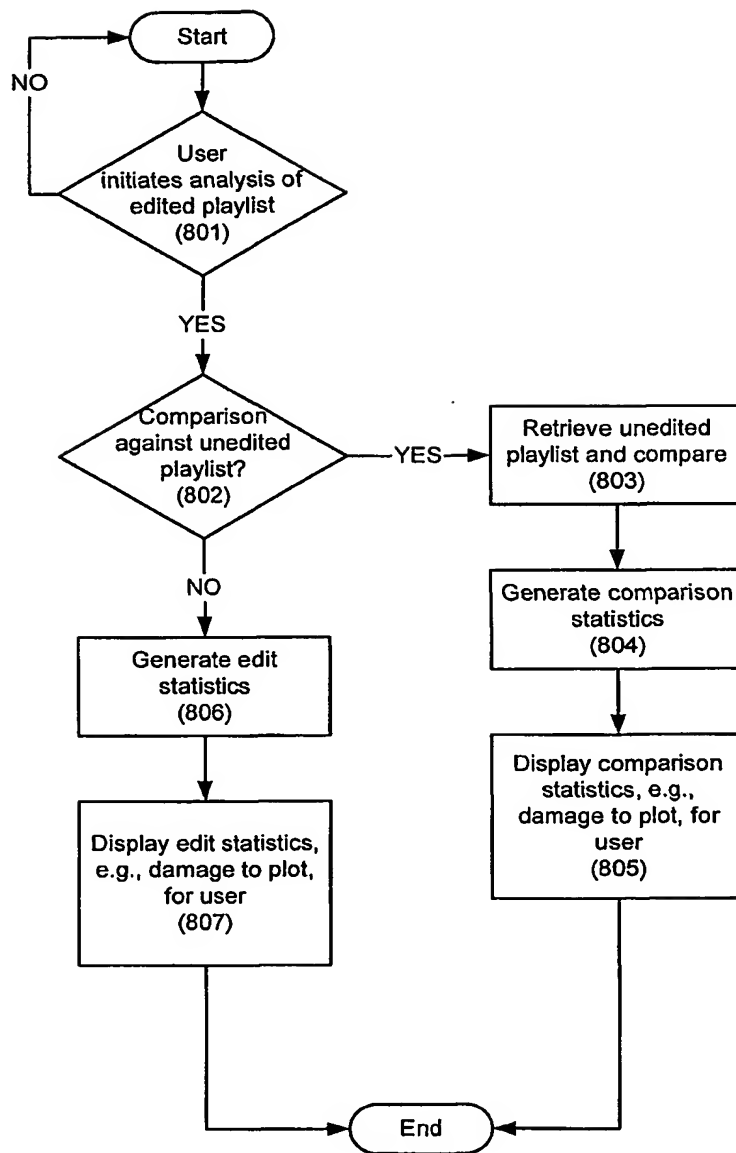 Start
NO
User
initiates analysis of
edited playlist
(801)
YES
Comparison
against unedited
playlist?
(802)
YES
Retrieve unedited
playlist and compare
(803)
NO
Generate comparison
statistics
(804)
Generate edit
statistics
(806)
Display comparison
statistics, e.g.,
damage to plot, for
user
(805)
Display edit statistics,
e.g., damage to plot,
for user
(807)
End